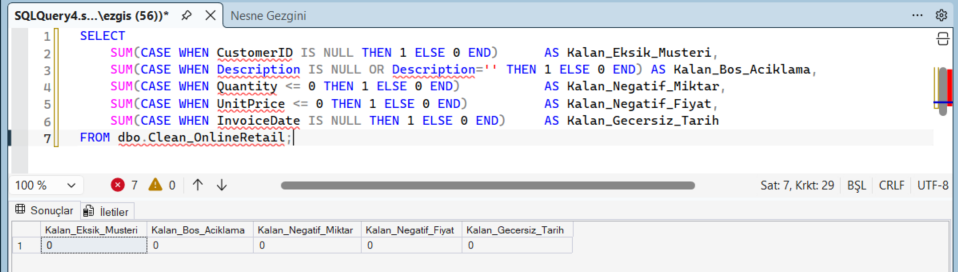 SQLQuery4.s...\ezgis (56))*
Nesne Gezgini
1 SELECT
2 SUM(CASE WHEN CustomerID IS NULL THEN 1 ELSE 0 END) AS Kalan_Eksik_Musteri,
3 SUM(CASE WHEN Description IS NULL OR Description='' THEN 1 ELSE 0 END) AS Kalan_Bos_Aciklama,
4 SUM(CASE WHEN Quantity <= 0 THEN 1 ELSE 0 END) AS Kalan_Negatif_Miktar,
5 SUM(CASE WHEN UnitPrice <= 0 THEN 1 ELSE 0 END) AS Kalan_Negatif_Fiyat,
6 SUM(CASE WHEN InvoiceDate IS NULL THEN 1 ELSE 0 END) AS Kalan_Gecersiz_Tarih
7 FROM dbo.Clean_OnlineRetail;
100 % 7 0 Sat: 7, Krkt: 29 BŞL CRLF UTF-8
Sonuçlar İletiler
Kalan_Eksik_Musteri Kalan_Bos_Aciklama Kalan_Negatif_Miktar Kalan_Negatif_Fiyat Kalan_Gecersiz_Tarih
1 0 0 0 0 0